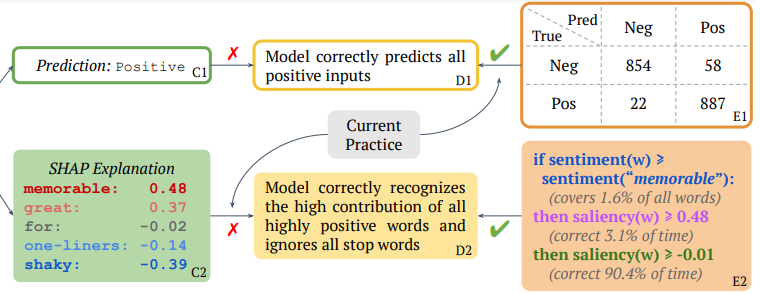 Prediction: Positive
C1
✗
Model correctly predicts all
positive inputs
D1
✔
Pred
True
Neg
Pos
Neg
854
58
Pos
22
887
E1
Current
Practice
SHAP Explanation
memorable: 0.48
great: 0.37
for: -0.02
one-liners: -0.14
shaky: -0.39
C2
✗
Model correctly recognizes
the high contribution of all
highly positive words and
ignores all stop words
D2
✔
if sentiment(w) ⩾
sentiment(“memorable”):
(covers 1.6% of all words)
then saliency(w) ⩾ 0.48
(correct 3.1% of time)
then saliency(w) ⩾ -0.01
(correct 90.4% of time)
E2